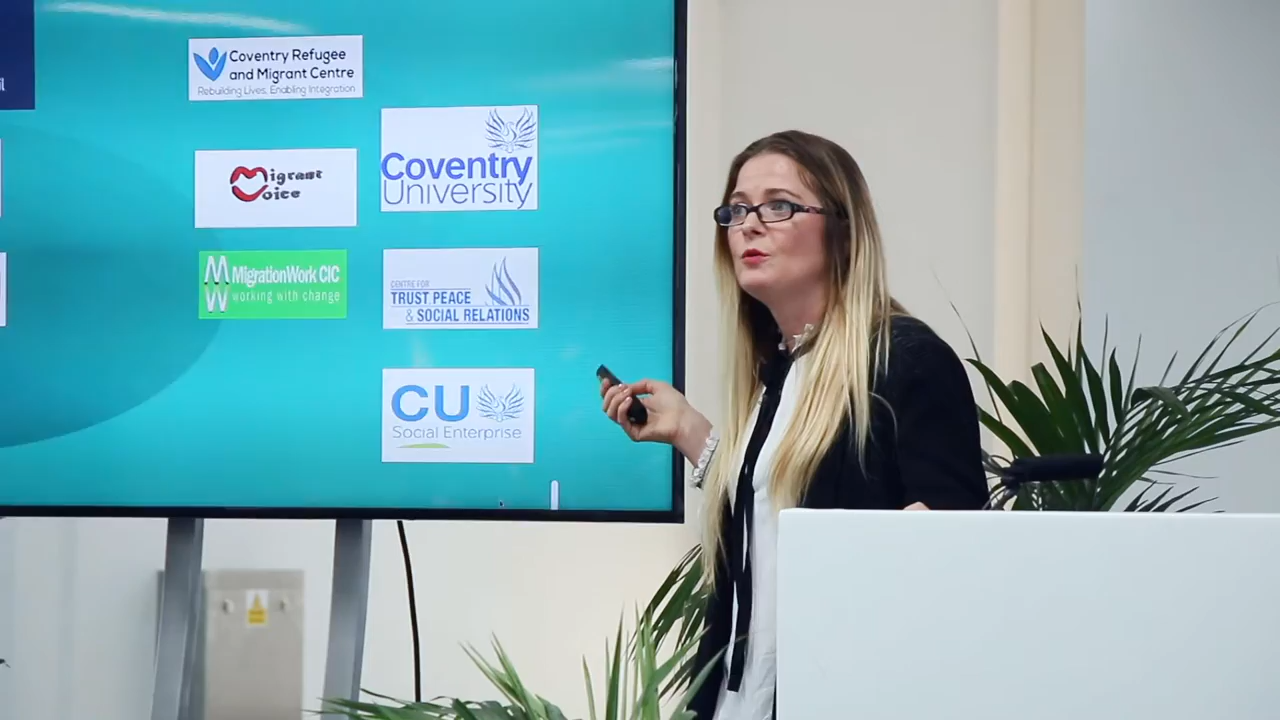 Coventry Refugee
and Migrant Centre
Rebuilding Lives, Enabling Integration
Migrant
Voice
MigrationWork CIC
working with change
Coventry
University
CENTRE FOR
TRUST PEACE
& SOCIAL RELATIONS
CU
Social Enterprise